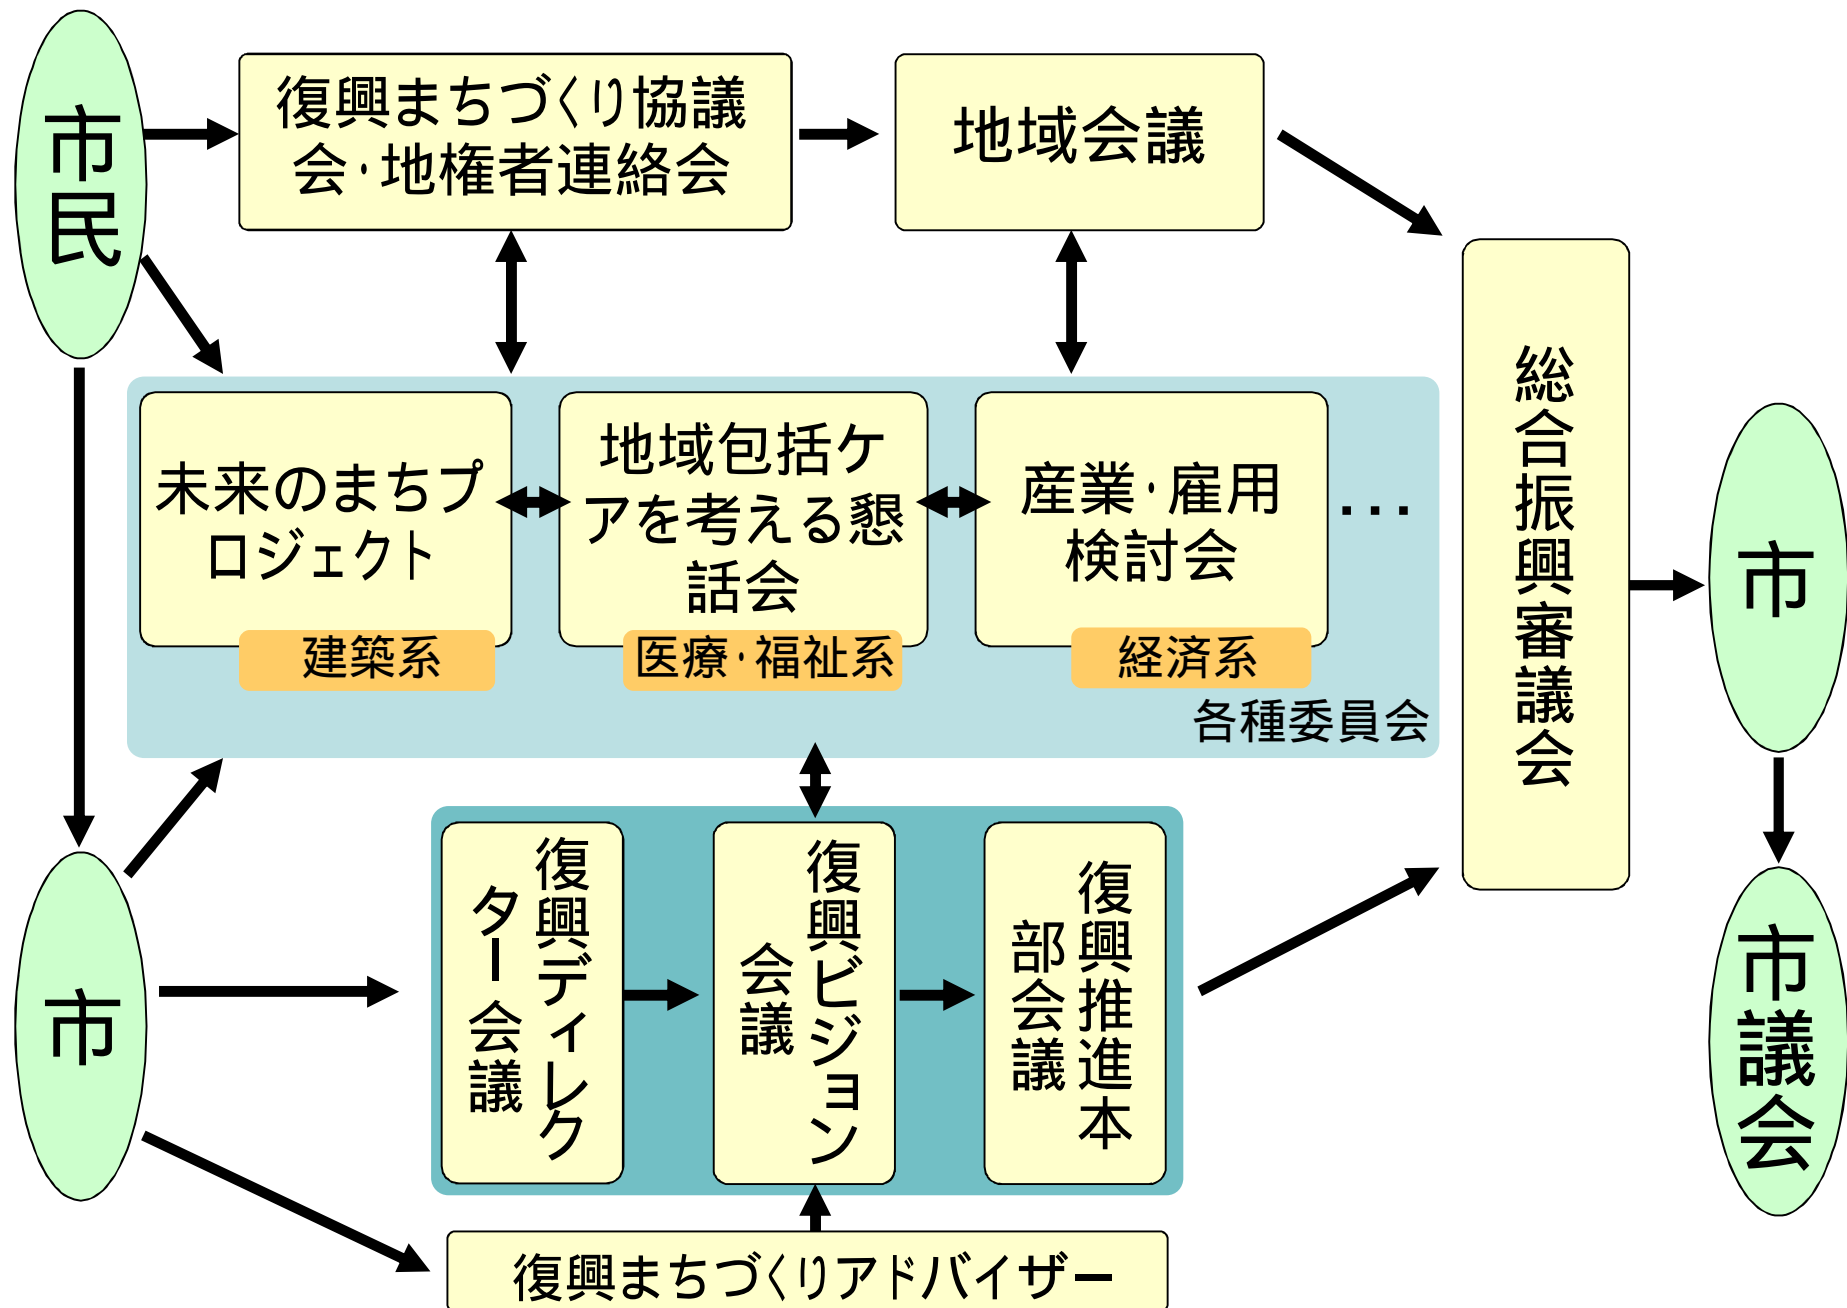 市民
復興まちづくり協議
会・地権者連絡会
地域会議
未来のまちプ
ロジェクト
建築系
地域包括ケ
アを考える懇
話会
医療・福祉系
産業・雇用
検討会
経済系
…
各種委員会
総合振興審議会
市
市議会
市
復興ディレク
ター会議
復興ビジョン
会議
復興推進本
部会議
復興まちづくりアドバイザー